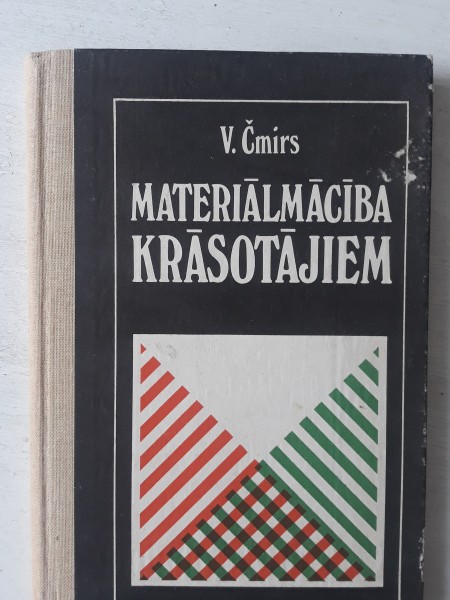 V. Čmirs
MATERIĀLMĀCĪBA
KRĀSOTĀJIEM